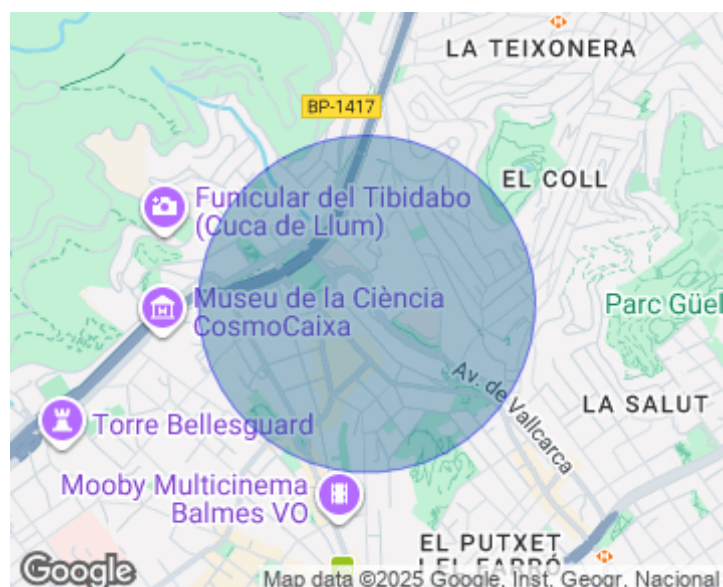 LA TEIXONERA
BP-1417
EL COLL
Funicular del Tibidabo
(Cuca de Llum)
Museu de la Ciència
CosmoCaixa
Parc Güel
Av. de Vallcarca
LA SALUT
Torre Bellesguard
Mooby Multicinema
Balmes VO
EL PUTXET
I EL FARRÓ
Google
Map data ©2025 Google, Inst. Geogr. Nacional